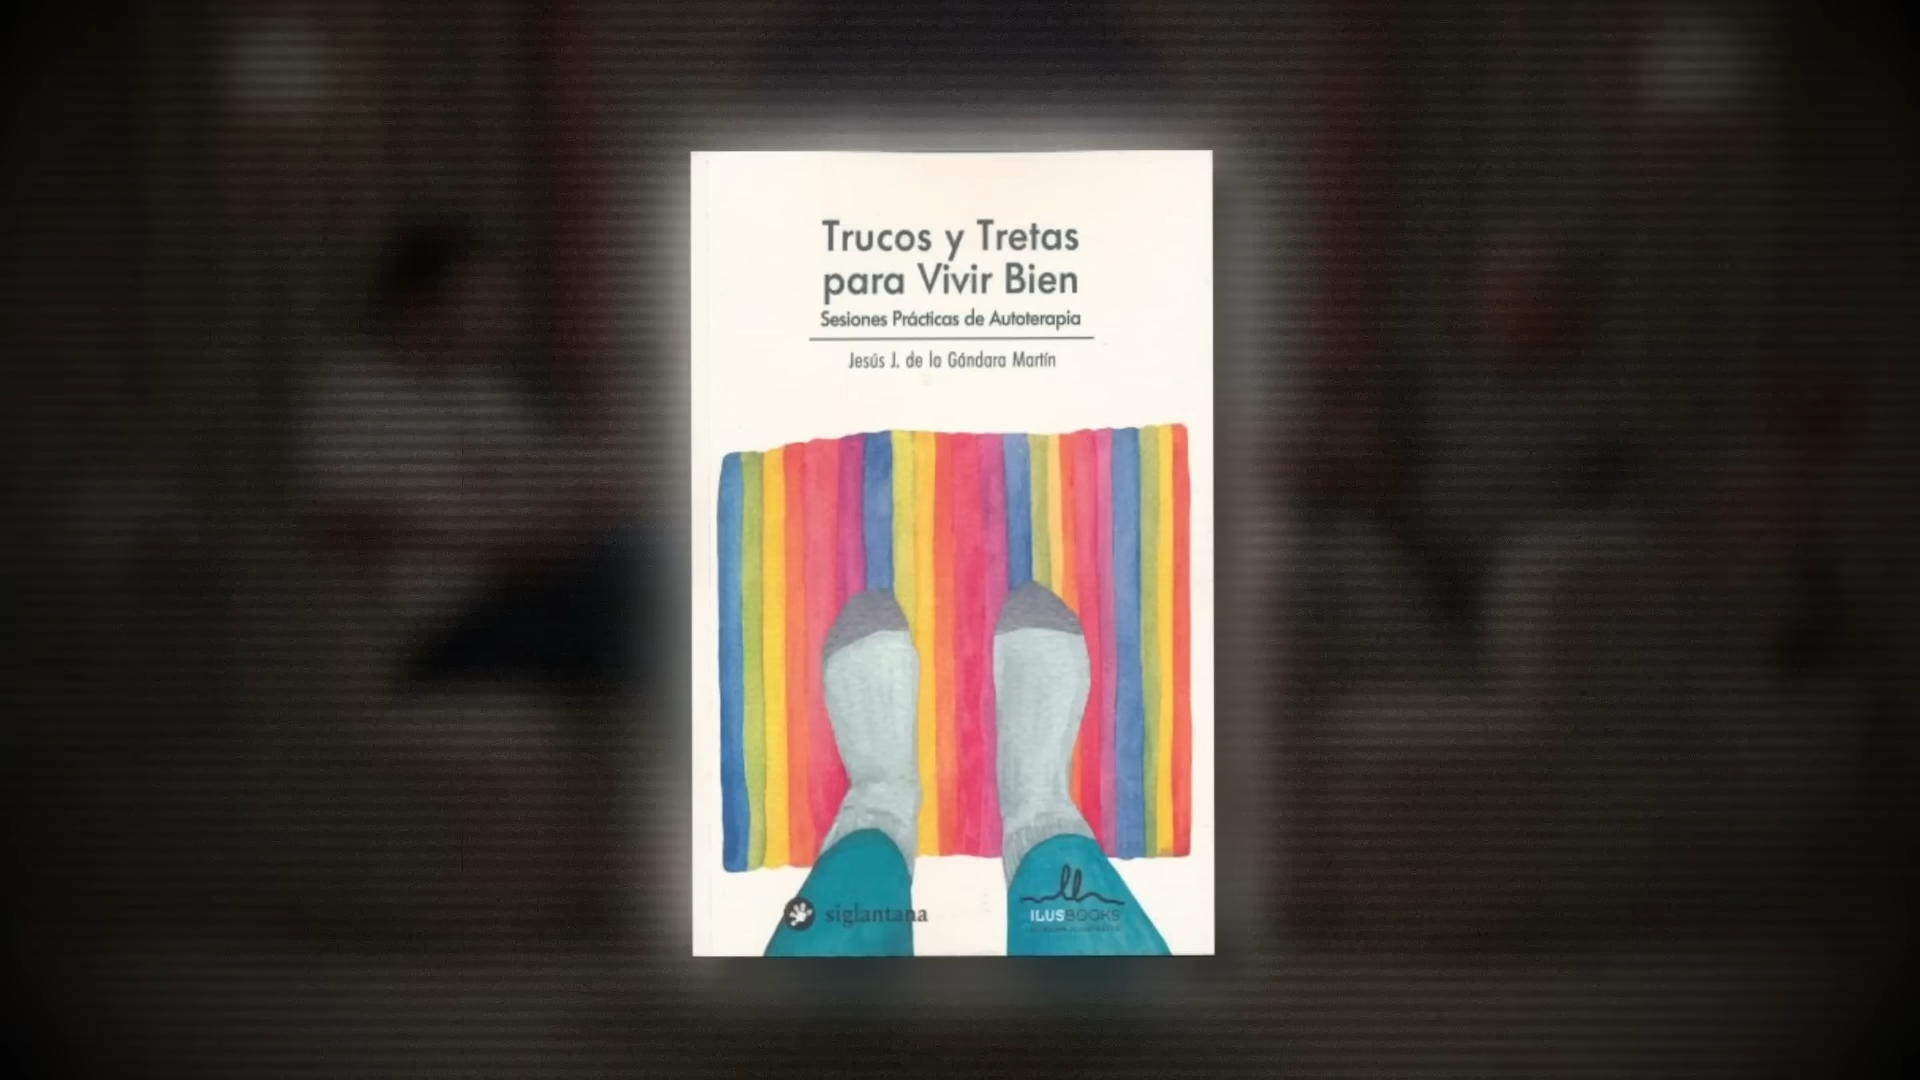 Trucos y Tretas
para Vivir Bien
Sesiones Prácticas de Autoterapia
Jesús J. de la Gándara Martín
siglantana
ILUSBOOKS